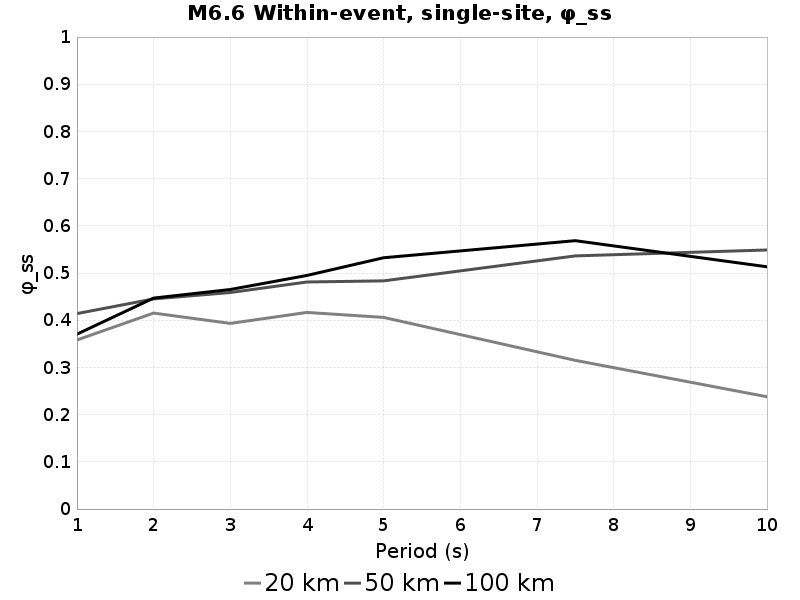 M6.6 Within-event, single-site, φ_ss
1
0.9
0.8
0.7
0.6
0.5
0.4
0.3
0.2
0.1
0
φ_ss
1 2 3 4 5 6 7 8 9 10
Period (s)
20 km 50 km 100 km